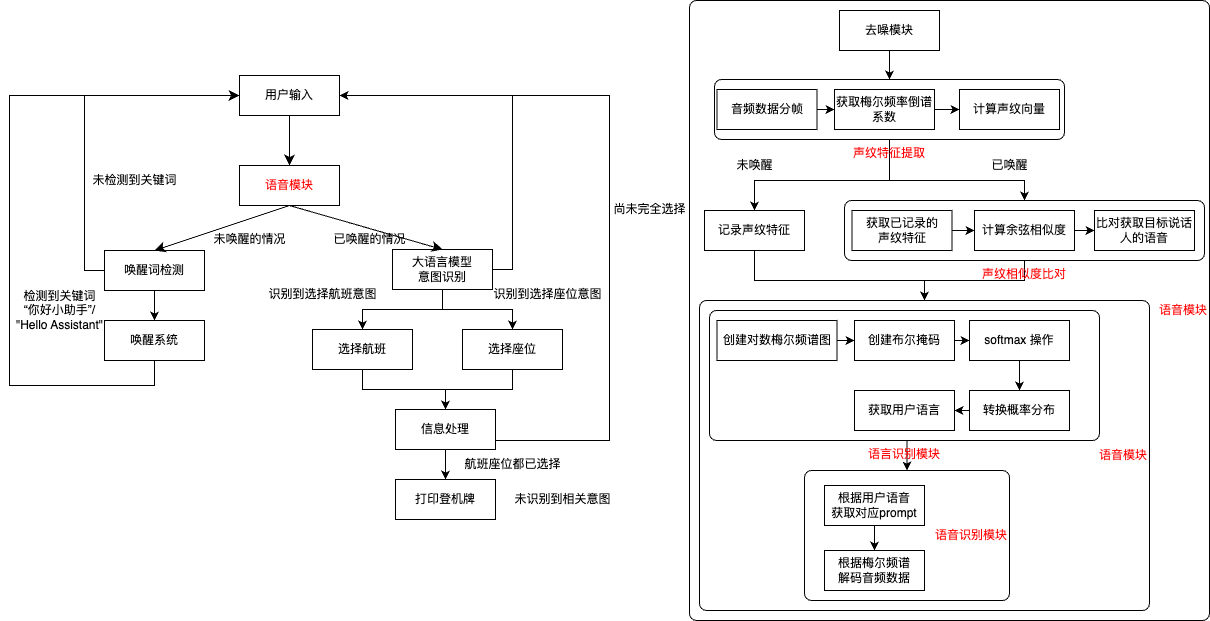 用户输入
语音模块
未检测到关键词
未唤醒的情况
已唤醒的情况
尚未完全选择
唤醒词检测
大语言模型
意图识别
检测到关键词
“你好小助手”/
"Hello Assistant"
识别到选择航班意图
识别到选择座位意图
唤醒系统
选择航班
选择座位
信息处理
航班座位都已选择
打印登机牌
未识别到相关意图
去噪模块
音频数据分帧
获取梅尔频率倒谱
系数
计算声纹向量
声纹特征提取
未唤醒
已唤醒
记录声纹特征
获取已记录的
声纹特征
计算余弦相似度
比对获取目标说话
人的语音
声纹相似度比对
语音模块
创建对数梅尔频谱图
创建布尔掩码
softmax 操作
获取用户语言
转换概率分布
语言识别模块
语音模块
根据用户语音
获取对应prompt
语音识别模块
根据梅尔频谱
解码音频数据